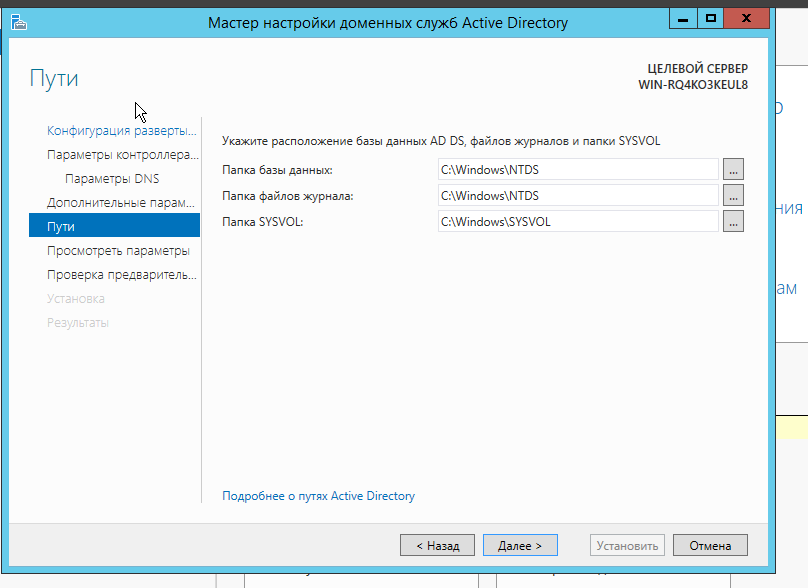 Мастер настройки доменных служб Active Directory
Пути
ЦЕЛЕВОЙ СЕРВЕР
WIN-RQ4KO3KEUL8
Конфигурация разверты...
Параметры контроллера...
Параметры DNS
Дополнительные парам...
Пути
Просмотреть параметры
Проверка предваритель...
Установка
Результаты
Укажите расположение базы данных AD DS, файлов журналов и папки SYSVOL
Папка базы данных: C:\Windows\NTDS ...
Папка файлов журнала: C:\Windows\NTDS ...
Папка SYSVOL: C:\Windows\SYSVOL ...
ния
ам
Подробнее о путях Active Directory
< Назад Далее > Установить Отмена